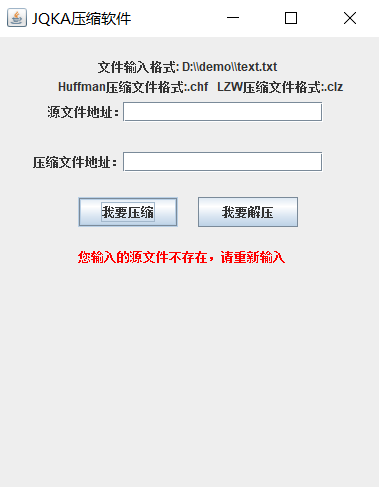 JQKA压缩软件
文件输入格式: D:\\demo\\text.txt
Huffman压缩文件格式:.chf LZW压缩文件格式:.clz
源文件地址：
压缩文件地址：
我要压缩 我要解压
您输入的源文件不存在，请重新输入